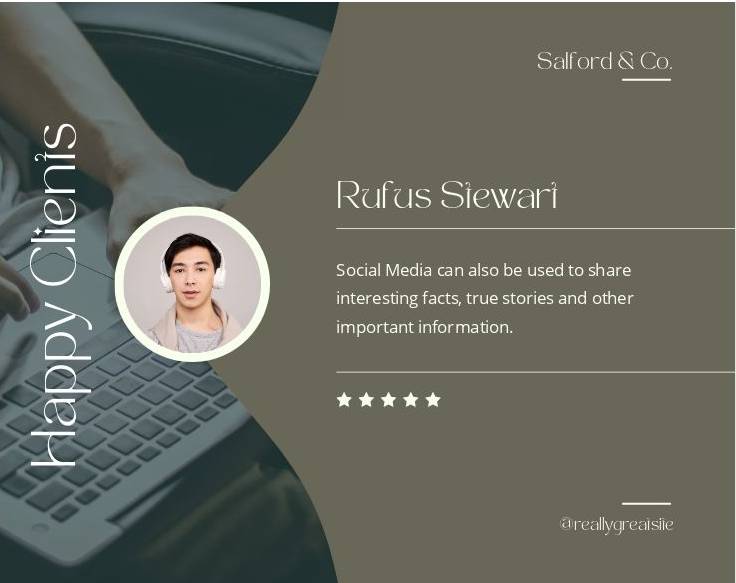 Salford & Co.
Happy Clients
Rufus Stewart
Social Media can also be used to share
interesting facts, true stories and other
important information.
@reallygreatsite